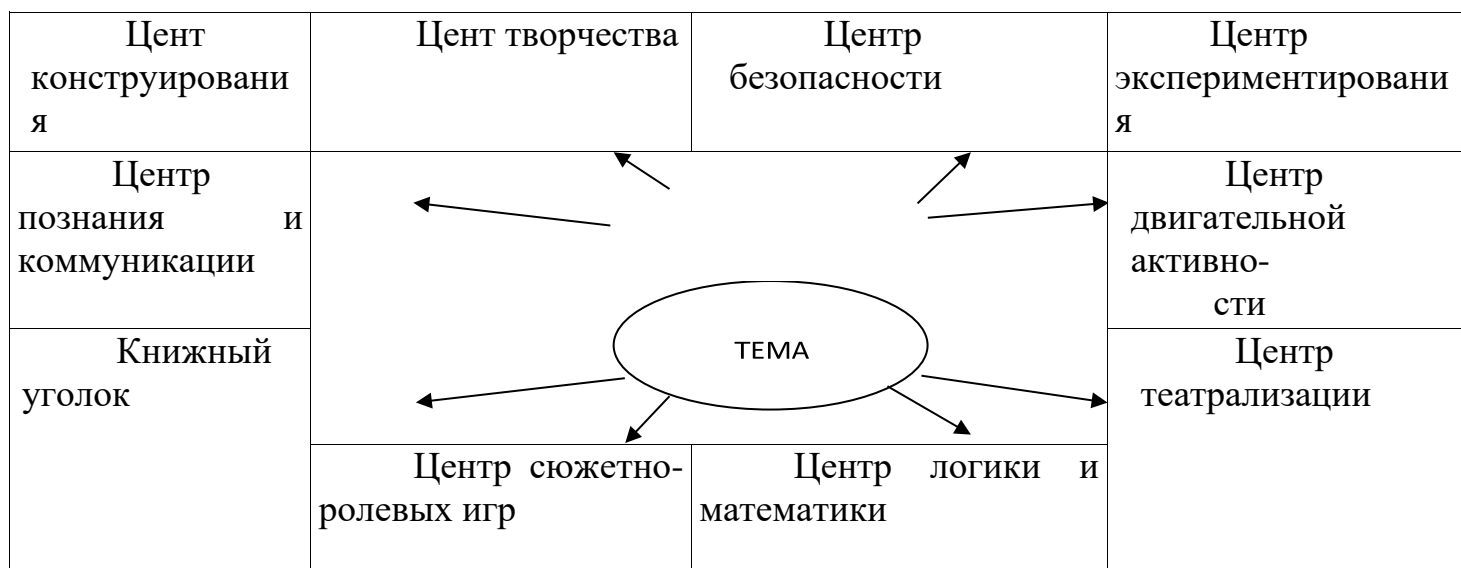 Цент
конструировани
я
Цент творчества
Центр
безопасности
Центр
экспериментировани
я
Центр
познания и
коммуникации
Центр
двигательной
активно-
сти
ТЕМА
Книжный
уголок
Центр
театрализации
Центр сюжетно-
ролевых игр
Центр логики и
математики